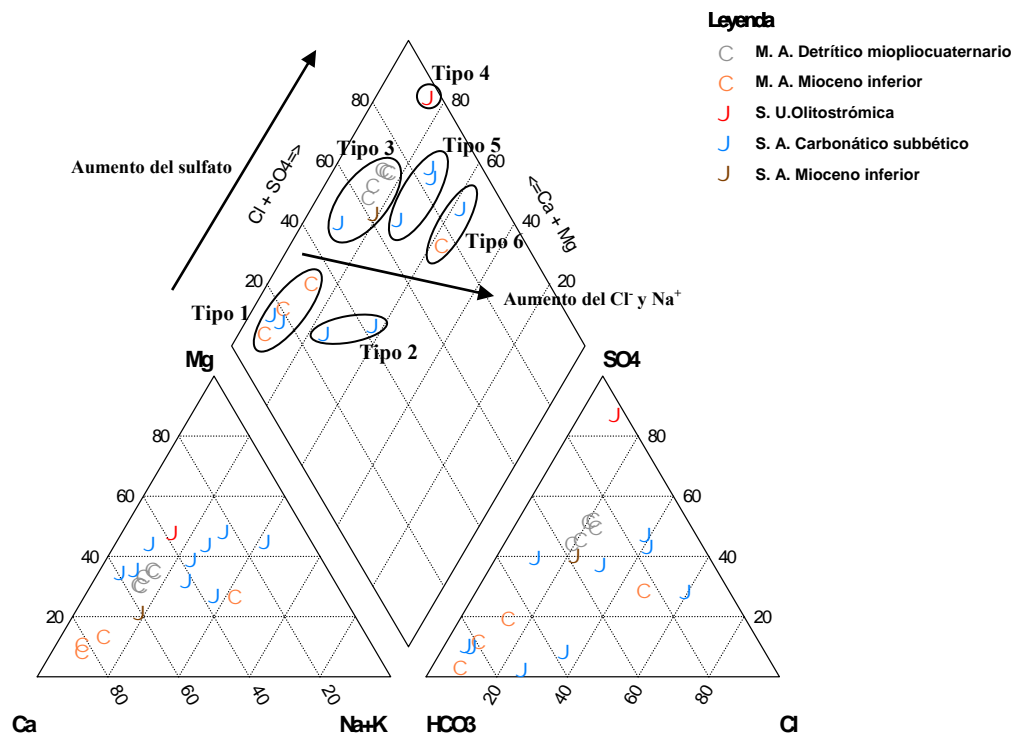 Leyenda
C M. A. Detrítico miopliocuaternario
C M. A. Mioceno inferior
J S. U.Olitostrómica
J S. A. Carbonático subbético
J S. A. Mioceno inferior
Tipo 4
80 J 80
Tipo 3 Tipo 5
Aumento del sulfato
60 60
Cl + SO4=>
<=Ca + Mg
C C C C C J J J
J J J J
40 40
C Tipo 6
20 20
Aumento del Cl- y Na+
Tipo 1
C C J J C
J J
Tipo 2
Mg SO4
80 80
60 60
40 40
20 20
80 60 40 20
20 40 60 80
Ca Na+K HCO3 Cl